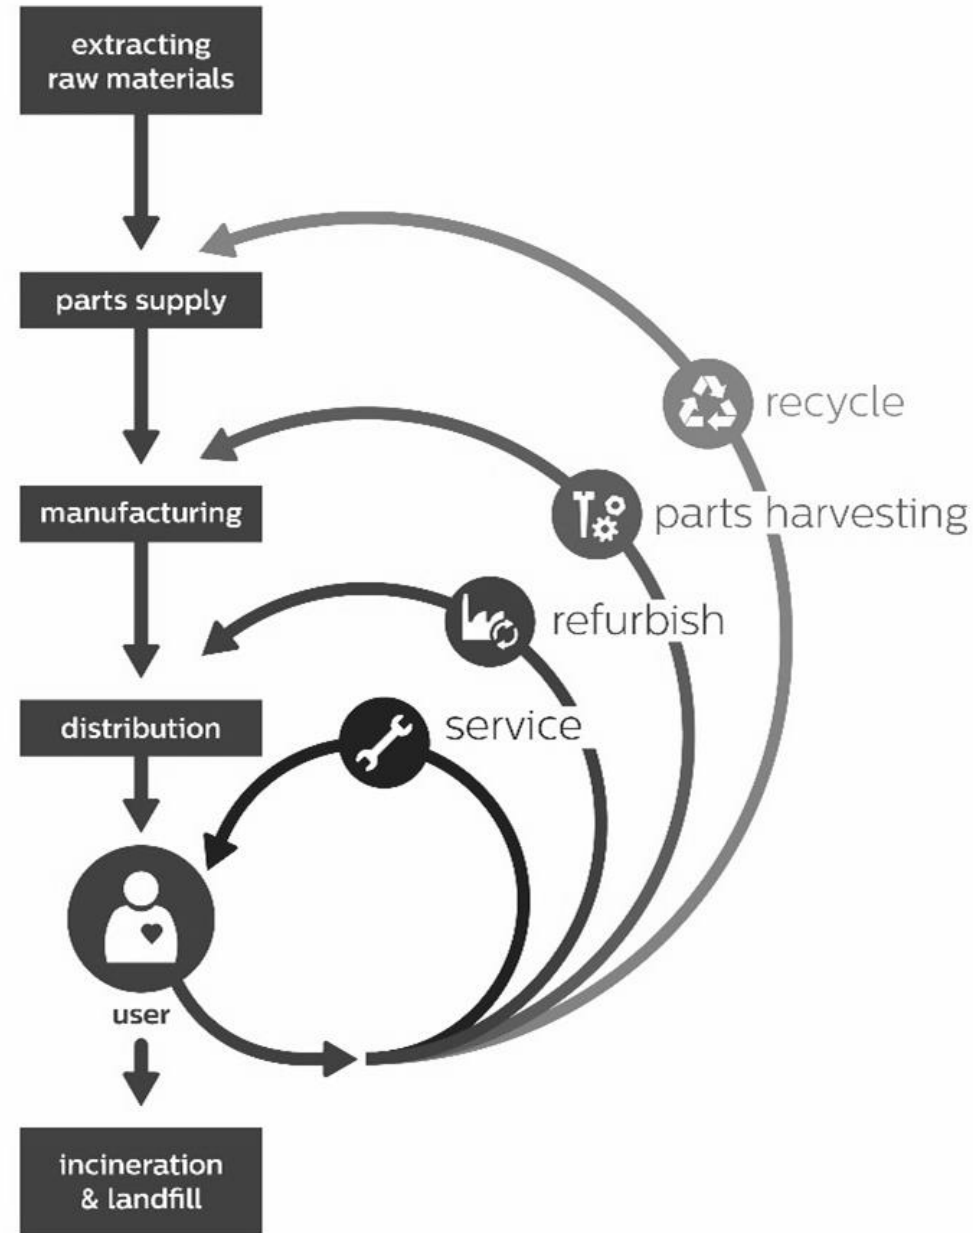 extracting
raw materials
parts supply
recycle
manufacturing
parts harvesting
refurbish
distribution
service
user
incineration
& landfill